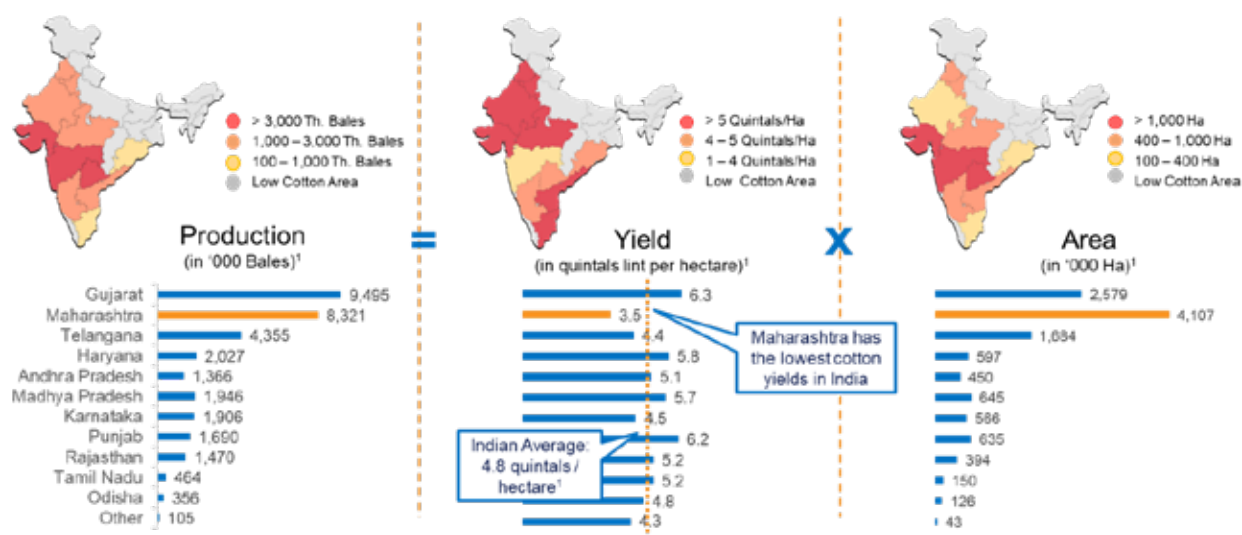 > 3,000 Th. Bales
1,000 – 3,000 Th. Bales
100 – 1,000 Th. Bales
Low Cotton Area
> 5 Quintals/Ha
4 – 5 Quintals/Ha
1 – 4 Quintals/Ha
Low Cotton Area
> 1,000 Ha
400 – 1,000 Ha
100 – 400 Ha
Low Cotton Area
Production
(in '000 Bales)¹
=
Yield
(in quintals lint per hectare)¹
x
Area
(in '000 Ha)¹
Gujarat 9,495 6.3 2,579
Maharashtra 8,321 3.5 4,107
Telangana 4,355 4.4 1,684
Haryana 2,027 5.8 597
Andhra Pradesh 1,366 5.1 450
Madhya Pradesh 1,946 5.7 645
Karnataka 1,906 4.5 566
Punjab 1,690 6.2 635
Rajasthan 1,470 5.2 394
Tamil Nadu 464 5.2 150
Odisha 356 4.8 126
Other 105 4.3 43
Maharashtra has
the lowest cotton
yields in India
Indian Average:
4.8 quintals /
hectare¹